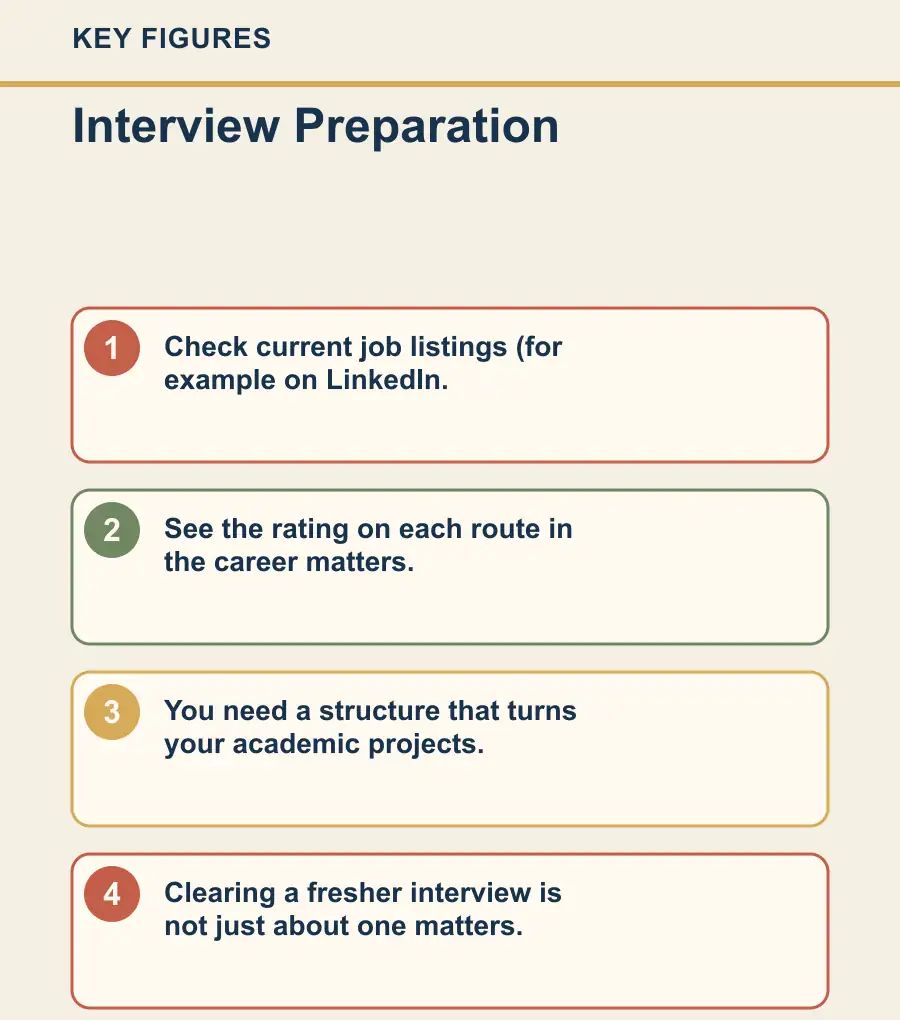 KEY FIGURES
Interview Preparation
1
Check current job listings (for
example on LinkedIn.
2
See the rating on each route in
the career matters.
3
You need a structure that turns
your academic projects.
4
Clearing a fresher interview is
not just about one matters.